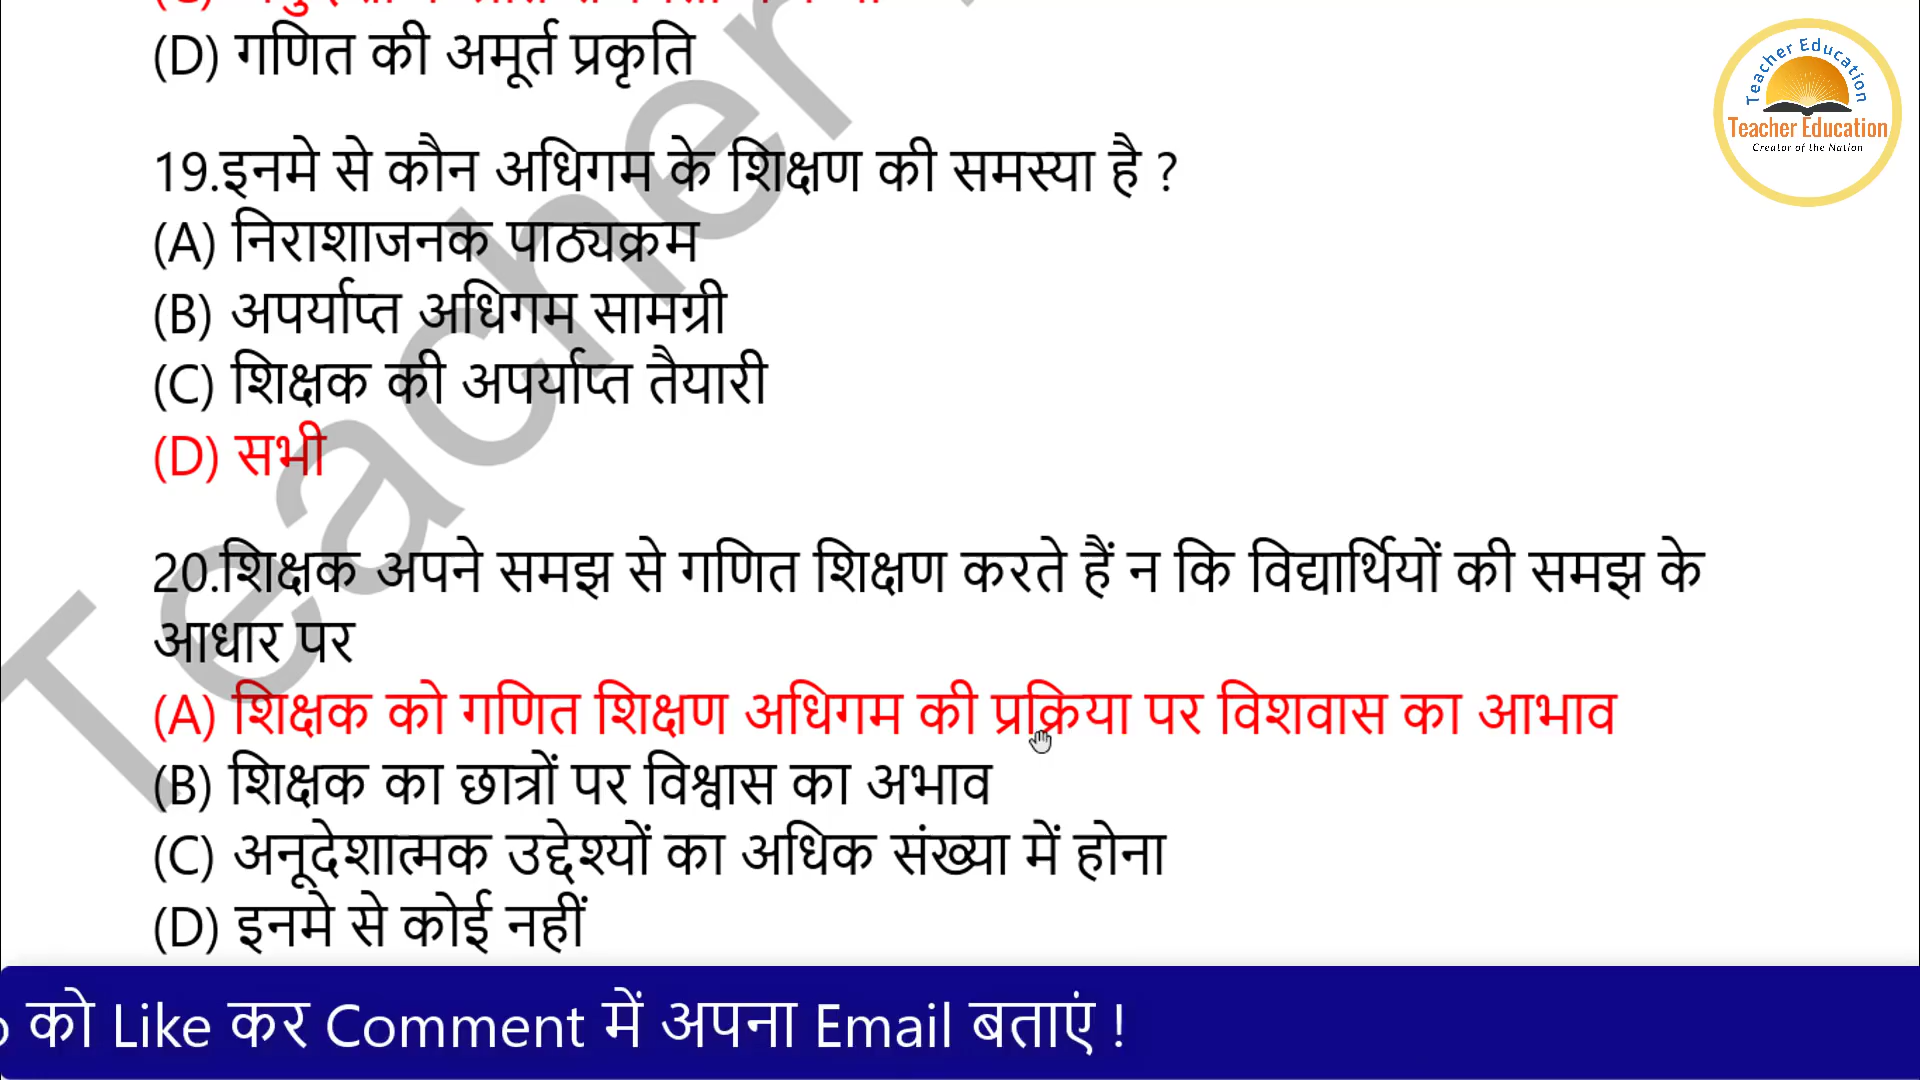 (D) गणित की अमूर्त प्रकृति
Teacher Education
Teacher Education
Creator of the Nation
19.इनमे से कौन अधिगम के शिक्षण की समस्या है ?
(A) निराशाजनक पाठ्यक्रम
(B) अपर्याप्त अधिगम सामग्री
(C) शिक्षक की अपर्याप्त तैयारी
(D) सभी
20.शिक्षक अपने समझ से गणित शिक्षण करते हैं न कि विद्यार्थियों की समझ के
आधार पर
(A) शिक्षक को गणित शिक्षण अधिगम की प्रक्रिया पर विशवास का आभाव
(B) शिक्षक का छात्रों पर विश्वास का अभाव
(C) अनूदेशात्मक उद्देश्यों का अधिक संख्या में होना
(D) इनमे से कोई नहीं
Teacher
को Like कर Comment में अपना Email बताएं !